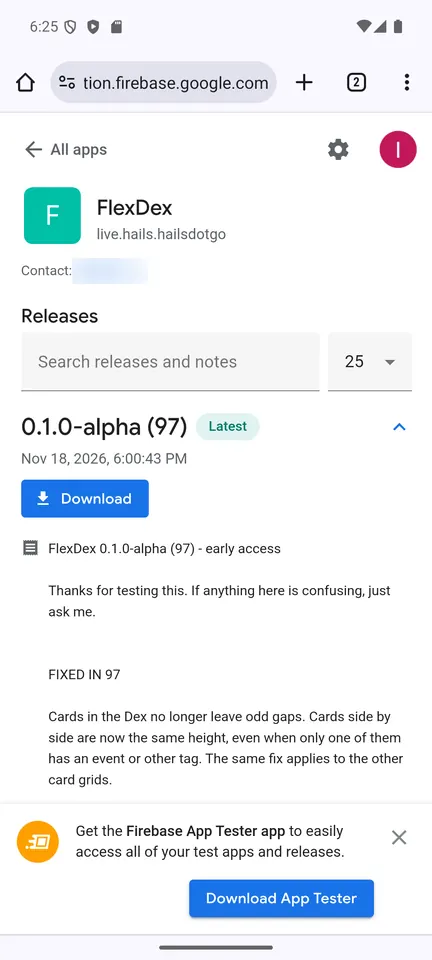 6:25
tion.firebase.google.com
2
All apps
I
F
FlexDex
live.hails.hailsdotgo
Contact:
Releases
Search releases and notes
25
0.1.0-alpha (97)
Latest
Nov 18, 2026, 6:00:43 PM
Download
FlexDex 0.1.0-alpha (97) - early access
Thanks for testing this. If anything here is confusing, just
ask me.
FIXED IN 97
Cards in the Dex no longer leave odd gaps. Cards side by
side are now the same height, even when only one of them
has an event or other tag. The same fix applies to the other
card grids.
Get the Firebase App Tester app to easily
access all of your test apps and releases.
Download App Tester